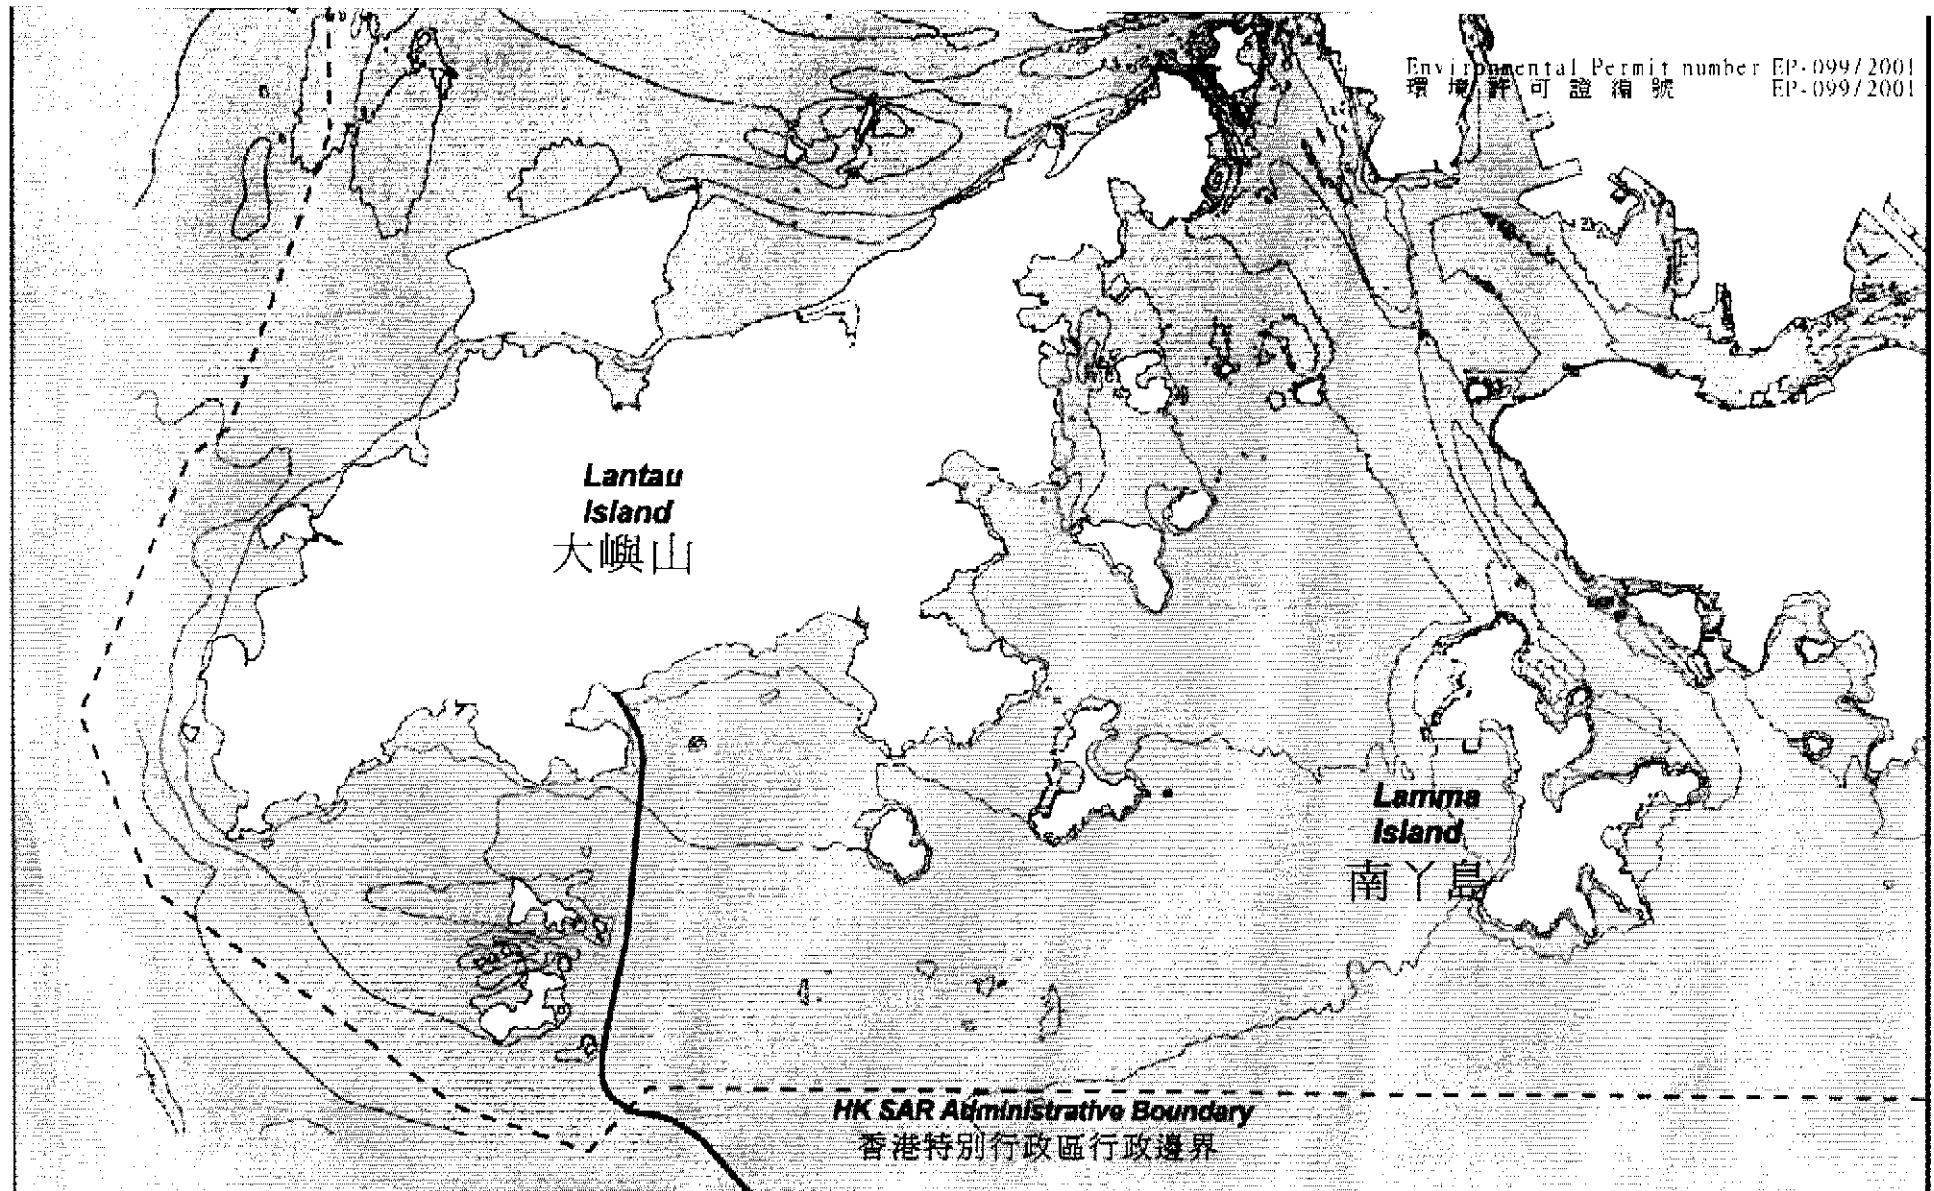 Environmental Permit number EP-099/2001
環境許可證編號 EP-099/2001
Lantau
Island
大嶼山
Lamma
Island
南丫島
HK SAR Administrative Boundary
香港特別行政區行政邊界